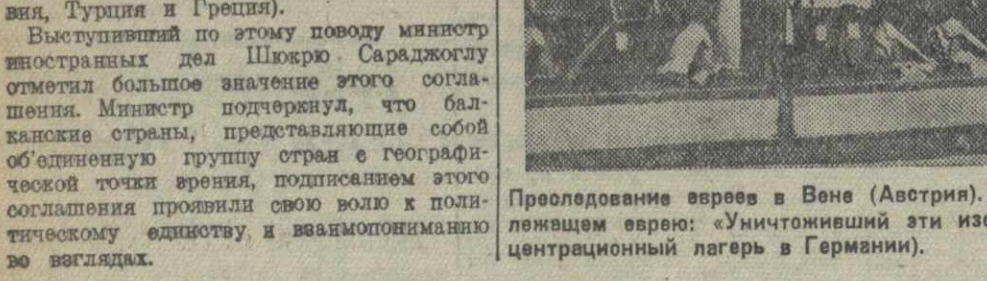 вия, Турция и Греция).
Выступивший по этому поводу министр
иностранных дел Шюкрю Сараджоглу
отметил большое значение этого согла-
шения. Министр подчеркнул, что бал-
канские страны, представляющие собой
об'единенную группу стран с географи-
ческой точки зрения, подписанием этого
соглашения проявили свою волю к поли-
тическому единству и взаимопониманию
во взглядах.
Преследование евреев в Вене (Австрия).
лежащем еврею: «Уничтоживший эти изо
центрационный лагерь в Германии).